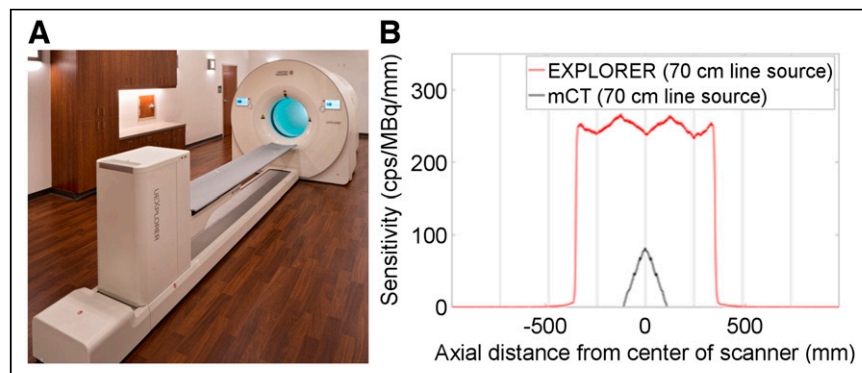 A
B
uEXPLORER
EXPLORER (70 cm line source)
mCT (70 cm line source)
Sensitivity (cps/MBq/mm)
300
200
100
0
-500
0
500
Axial distance from center of scanner (mm)